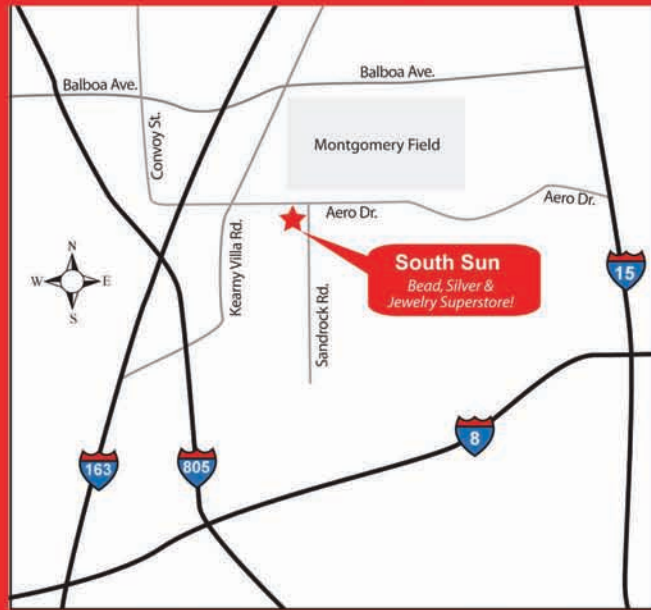 Balboa Ave.
Balboa Ave.
Convoy St.
Montgomery Field
Aero Dr.
Aero Dr.
Kearny Villa Rd.
Sandrock Rd.
South Sun
Bead, Silver &
Jewelry Superstore!
N
W
E
S
15
8
163
805